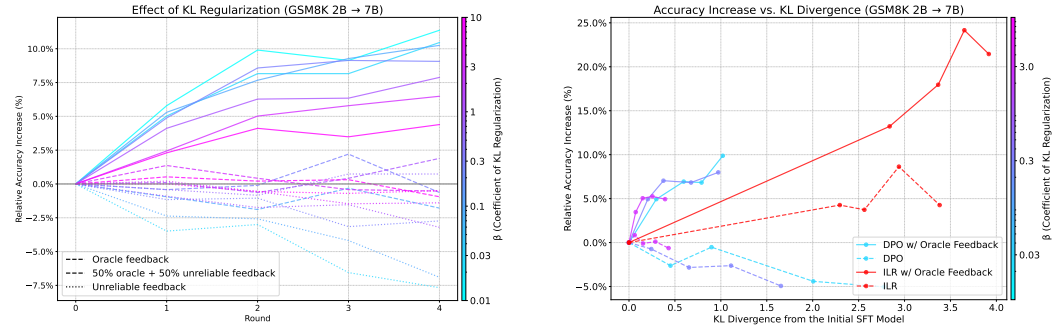 Effect of KL Regularization (GSM8K 2B → 7B)
Relative Accuracy Increase (%)
10.0%
7.5%
5.0%
2.5%
0.0%
−2.5%
−5.0%
−7.5%
0
1
2
3
4
Round
Oracle feedback
50% oracle + 50% unreliable feedback
Unreliable feedback
10
3
1
0.3
0.1
0.03
0.01
β (Coefficient of KL Regularization)
Accuracy Increase vs. KL Divergence (GSM8K 2B → 7B)
Relative Accuracy Increase (%)
25.0%
20.0%
15.0%
10.0%
5.0%
0.0%
−5.0%
0.0
0.5
1.0
1.5
2.0
2.5
3.0
3.5
4.0
KL Divergence from the Initial SFT Model
DPO w/ Oracle Feedback
DPO
ILR w/ Oracle Feedback
ILR
3.0
0.3
0.03
β (Coefficient of KL Regularization)